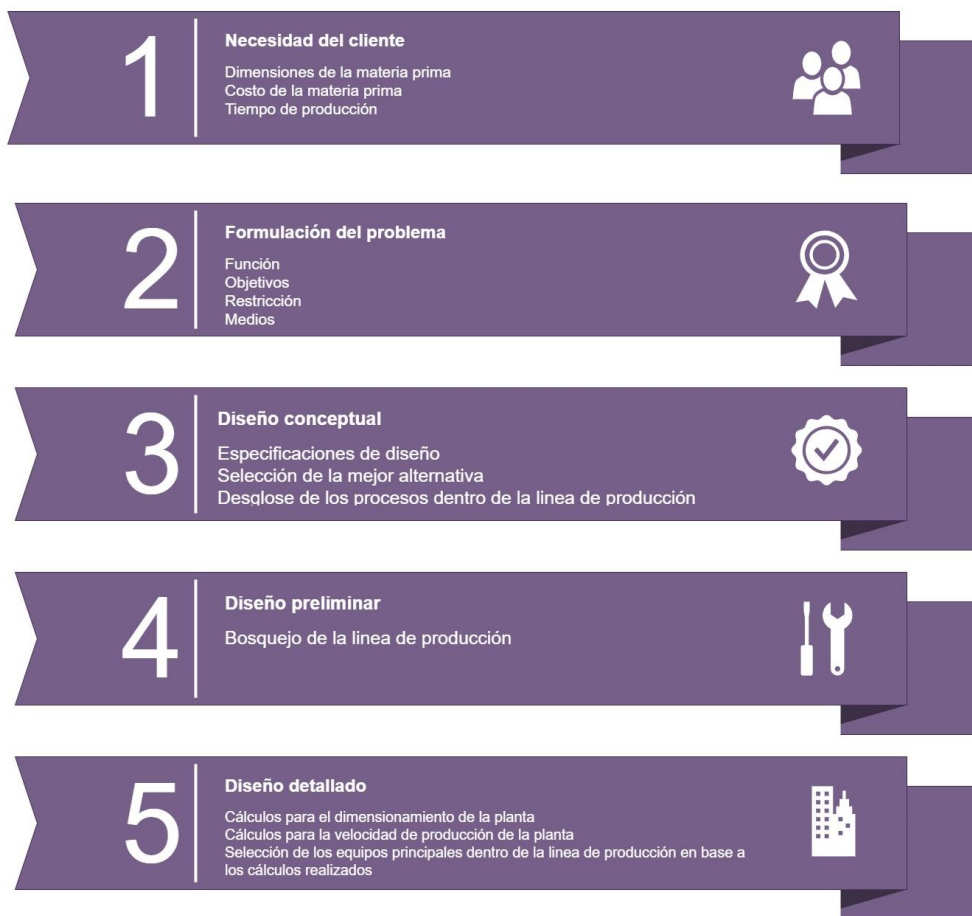 1
Necesidad del cliente
Dimensiones de la materia prima
Costo de la materia prima
Tiempo de producción
2
Formulación del problema
Función
Objetivos
Restricción
Medios
3
Diseño conceptual
Especificaciones de diseño
Selección de la mejor alternativa
Desglose de los procesos dentro de la linea de producción
4
Diseño preliminar
Bosquejo de la linea de producción
5
Diseño detallado
Cálculos para el dimensionamiento de la planta
Cálculos para la velocidad de producción de la planta
Selección de los equipos principales dentro de la linea de producción en base a
los cálculos realizados